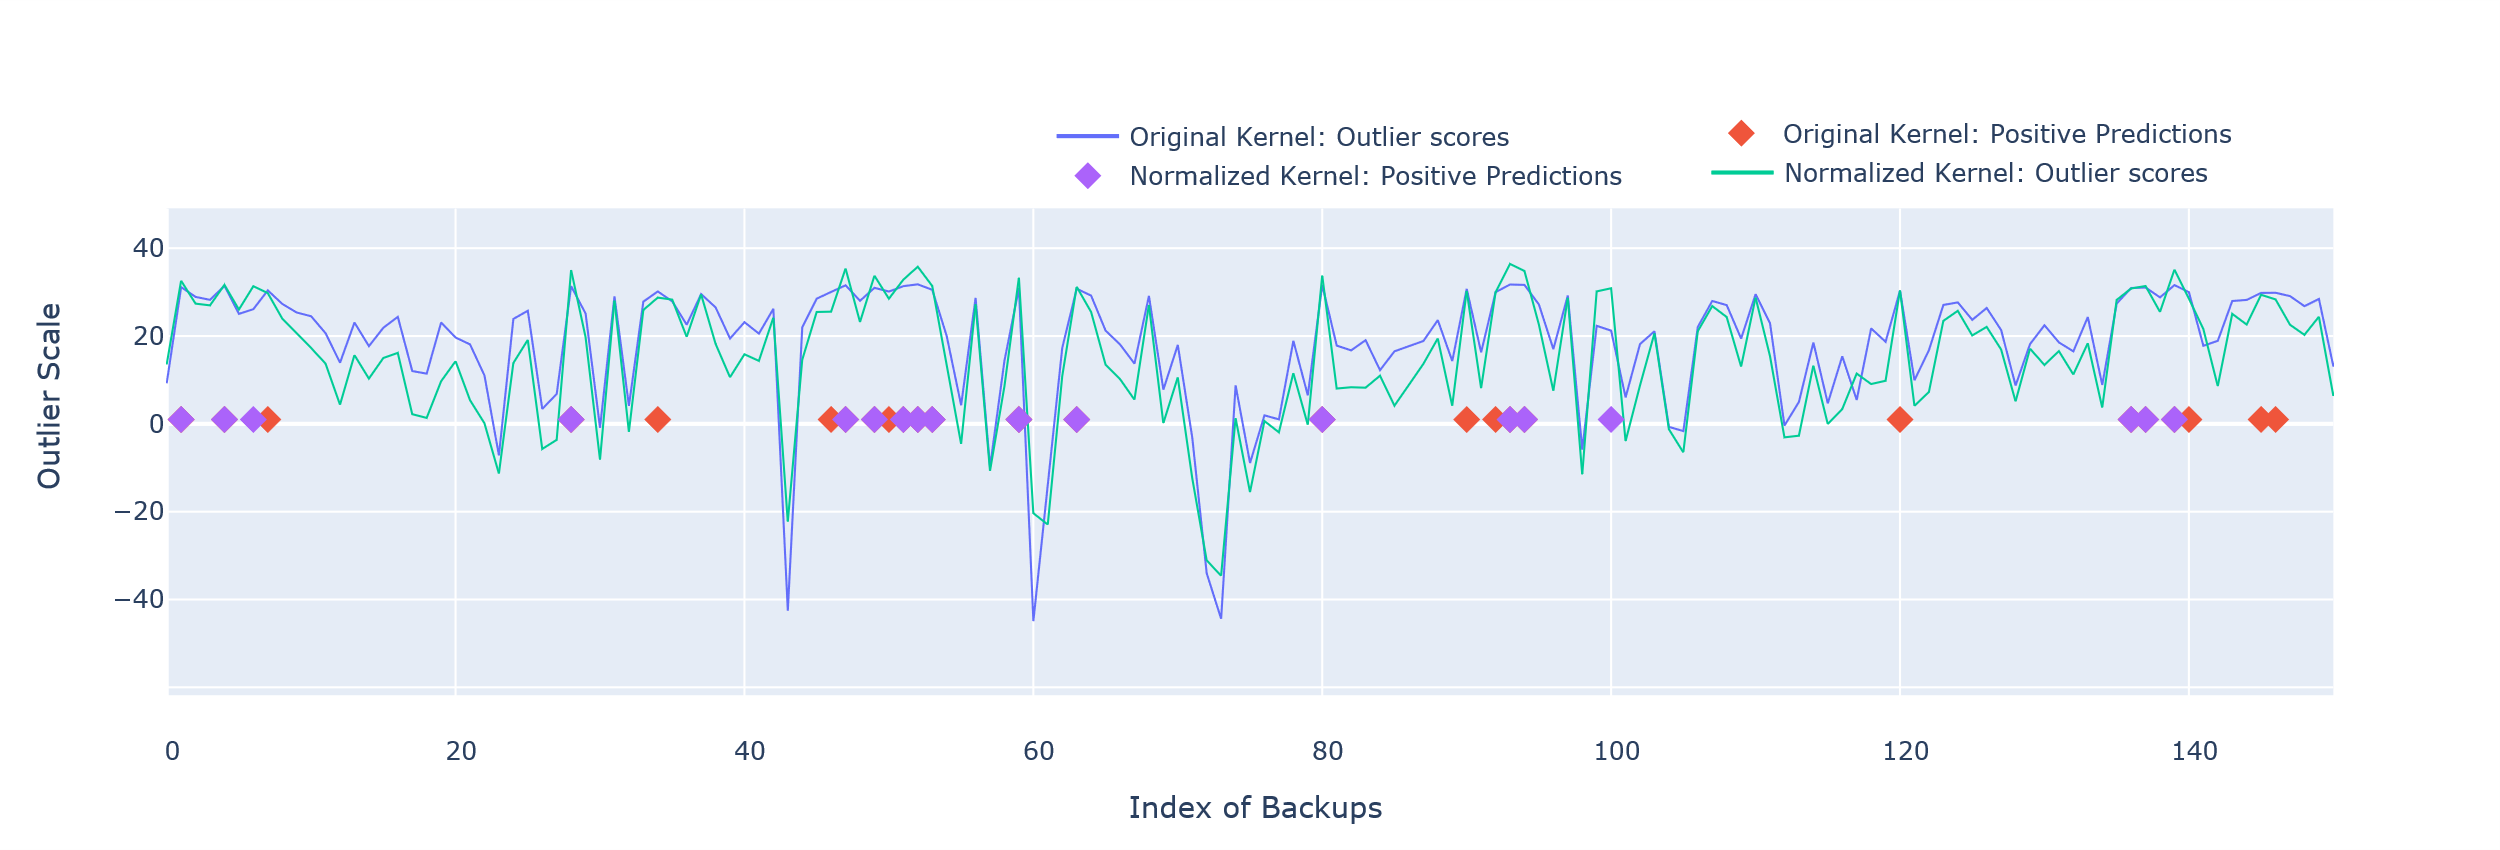 Original Kernel: Outlier scores
Original Kernel: Positive Predictions
Normalized Kernel: Positive Predictions
Normalized Kernel: Outlier scores
Outlier Scale
40
20
0
−20
−40
0 20 40 60 80 100 120 140
Index of Backups